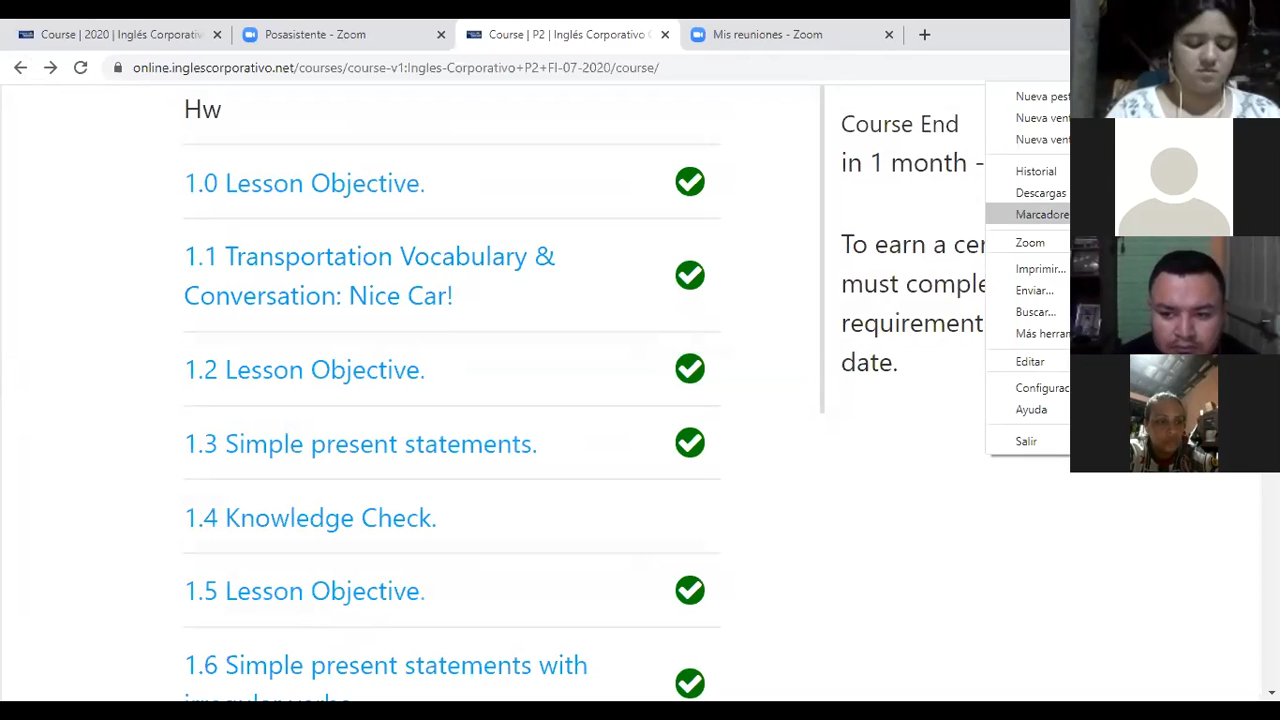 Course | 2020 | Inglés Corporativ
Posasistente - Zoom
Course | P2 | Inglés Corporativo
Mis reuniones - Zoom
online.inglescorporativo.net/courses/course-v1:Ingles-Corporativo+P2+FI-07-2020/course/
Hw
1.0 Lesson Objective.
1.1 Transportation Vocabulary &
Conversation: Nice Car!
1.2 Lesson Objective.
1.3 Simple present statements.
1.4 Knowledge Check.
1.5 Lesson Objective.
1.6 Simple present statements with
irregular verbs
Course End
in 1 month -
To earn a cer
must comple
requirement
date.
Nueva pest
Nueva vent
Nueva vent
Historial
Descargas
Marcadore
Zoom
Imprimir...
Enviar...
Buscar...
Más herrar
Editar
Configurac
Ayuda
Salir